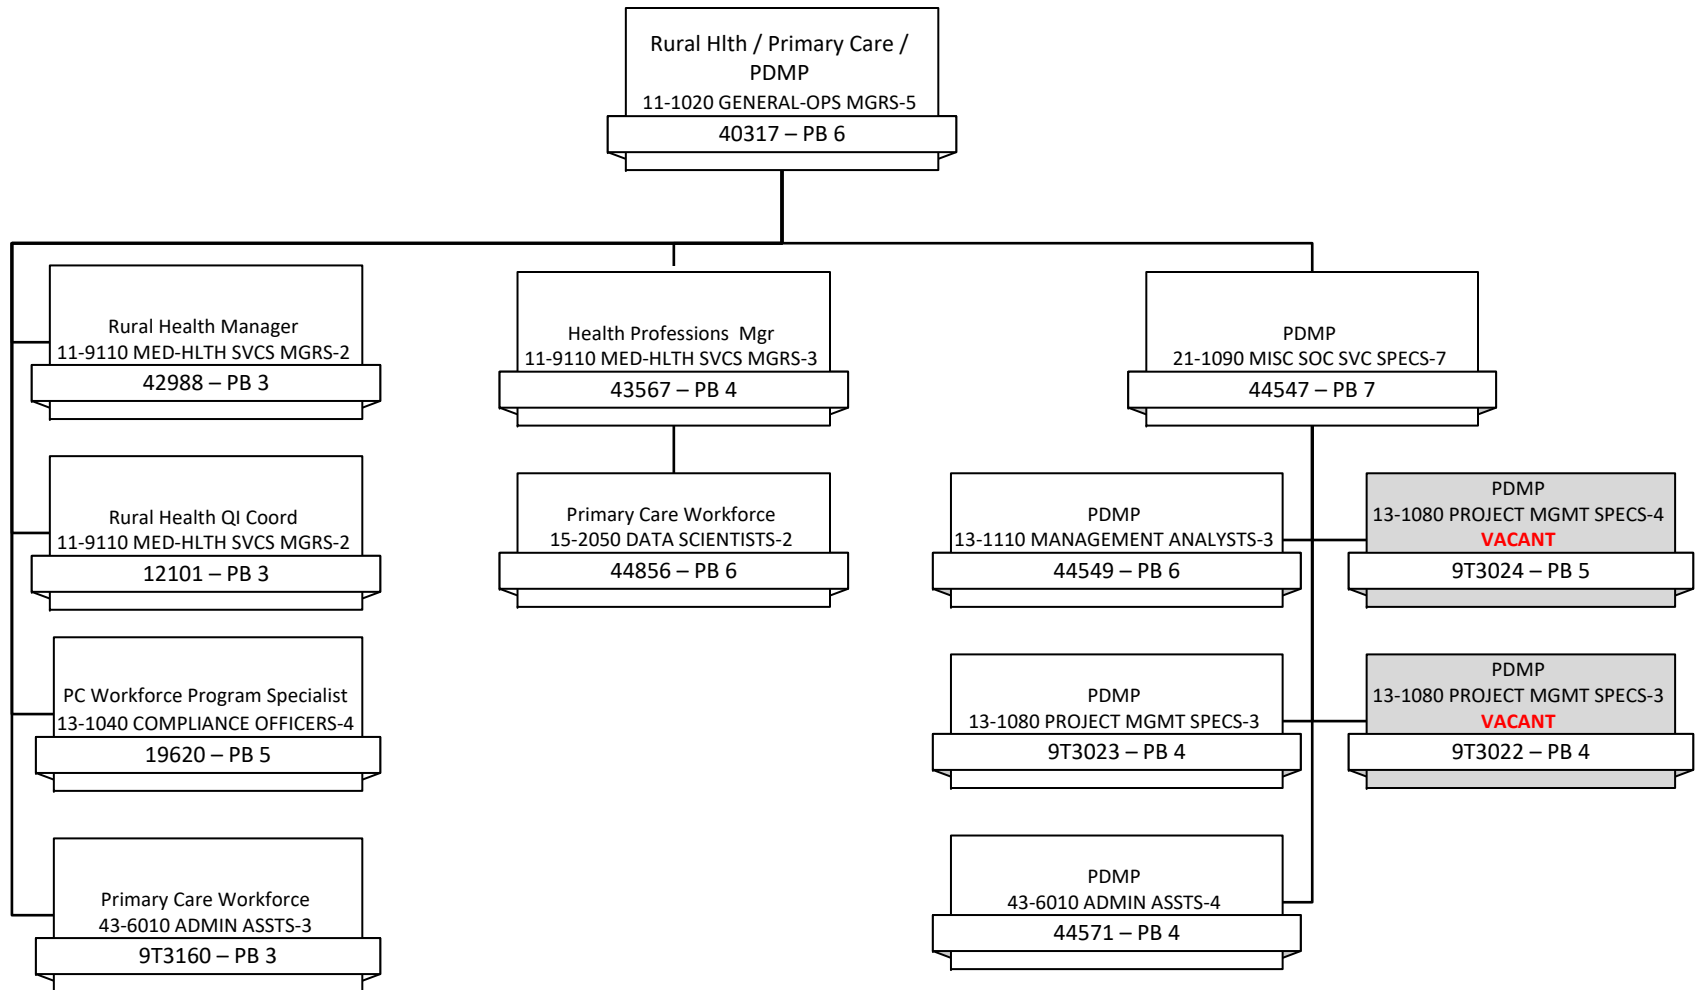 Rural Hlth / Primary Care /
PDMP
11-1020 GENERAL-OPS MGRS-5
40317 – PB 6
Rural Health Manager
11-9110 MED-HLTH SVCS MGRS-2
42988 – PB 3
Health Professions  Mgr
11-9110 MED-HLTH SVCS MGRS-3
43567 – PB 4
PDMP
21-1090 MISC SOC SVC SPECS-7
44547 – PB 7
Rural Health QI Coord
11-9110 MED-HLTH SVCS MGRS-2
12101 – PB 3
Primary Care Workforce
15-2050 DATA SCIENTISTS-2
44856 – PB 6
PDMP
13-1110 MANAGEMENT ANALYSTS-3
44549 – PB 6
PDMP
13-1080 PROJECT MGMT SPECS-4
VACANT
9T3024 – PB 5
PC Workforce Program Specialist
13-1040 COMPLIANCE OFFICERS-4
19620 – PB 5
PDMP
13-1080 PROJECT MGMT SPECS-3
9T3023 – PB 4
PDMP
13-1080 PROJECT MGMT SPECS-3
VACANT
9T3022 – PB 4
Primary Care Workforce
43-6010 ADMIN ASSTS-3
9T3160 – PB 3
PDMP
43-6010 ADMIN ASSTS-4
44571 – PB 4